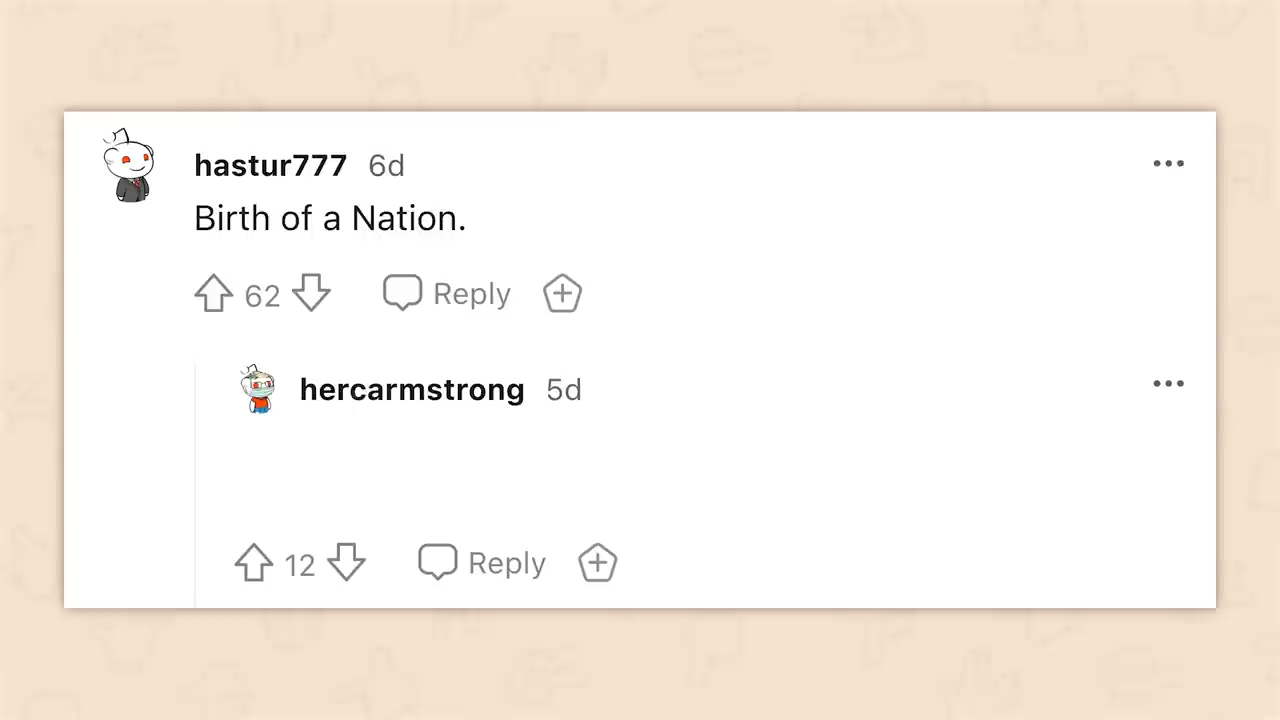 hastur777 6d
Birth of a Nation.
62 Reply
hercarmstrong 5d
12 Reply